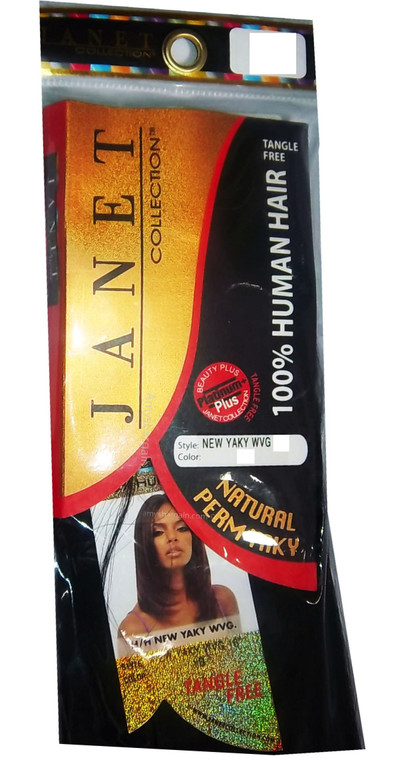 JANET
COLLECTION
JANET
COLLECTION™
TANGLE
FREE
100% HUMAN HAIR
BEAUTY PLUS
Platinum+
Plus
JANET COLLECTION
TANGLE FREE
Style: NEW YAKY WVG
Color:
NATURAL
PERM YAKY
H/H NEW YAKY WVG.
TANGLE
FREE